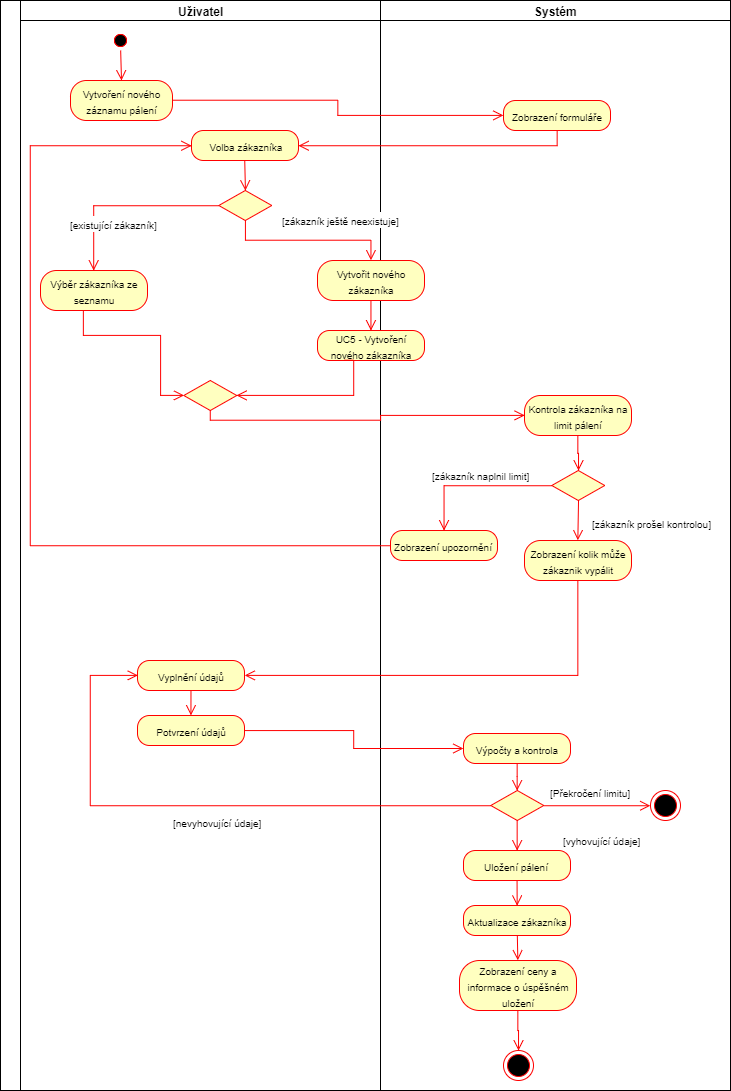 Uživatel
Systém
Vytvoření nového
záznamu pálení
Zobrazení formuláře
Volba zákazníka
[existující zákazník]
[zákazník ještě neexistuje]
Výběr zákazníka ze
seznamu
Vytvořit nového
zákazníka
UC5 - Vytvoření
nového zákazníka
Kontrola zákazníka na
limit pálení
[zákazník naplnil limit]
[zákazník prošel kontrolou]
Zobrazení upozornění
Zobrazení kolik může
zákaznik vypálit
Vyplnění údajů
Potvrzení údajů
Výpočty a kontrola
[Překročení limitu]
[nevyhovující údaje]
[vyhovující údaje]
Uložení pálení
Aktualizace zákazníka
Zobrazení ceny a
informace o úspěšném
uložení